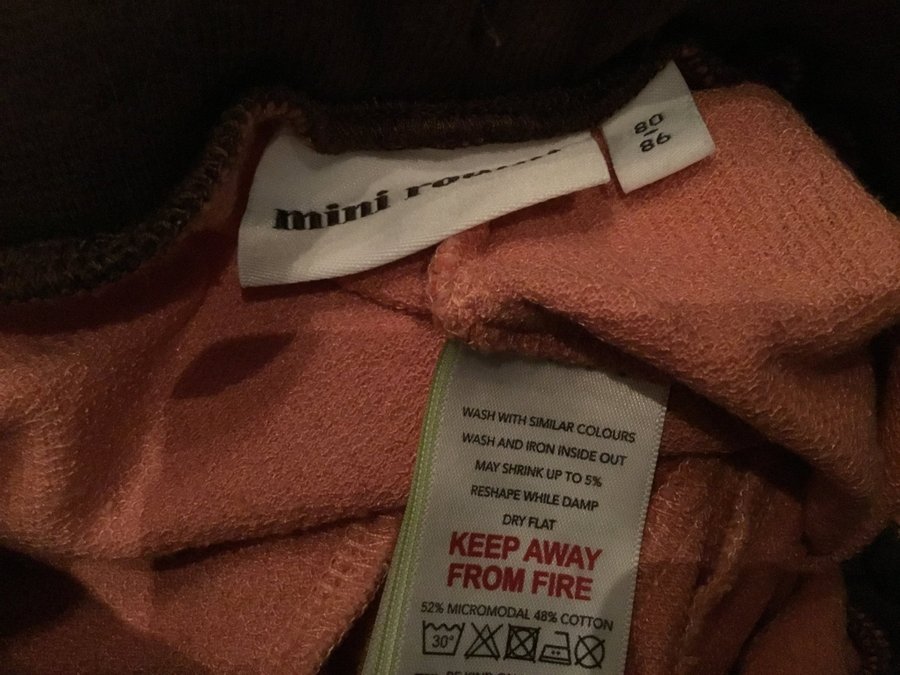 mini
80
-
86
WASH WITH SIMILAR COLOURS
WASH AND IRON INSIDE OUT
MAY SHRINK UP TO 5%
RESHAPE WHILE DAMP
DRY FLAT
KEEP AWAY
FROM FIRE
52% MICROMODAL 48% COTTON
30°